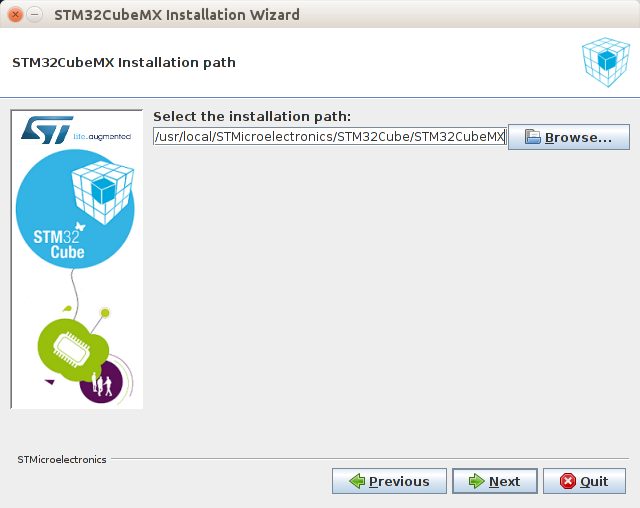 STM32CubeMX Installation Wizard
STM32CubeMX Installation path
ST life.augmented
Select the installation path:
/usr/local/STMicroelectronics/STM32Cube/STM32CubeMX
Browse...
STM32
Cube
STMicroelectronics
Previous
Next
Quit